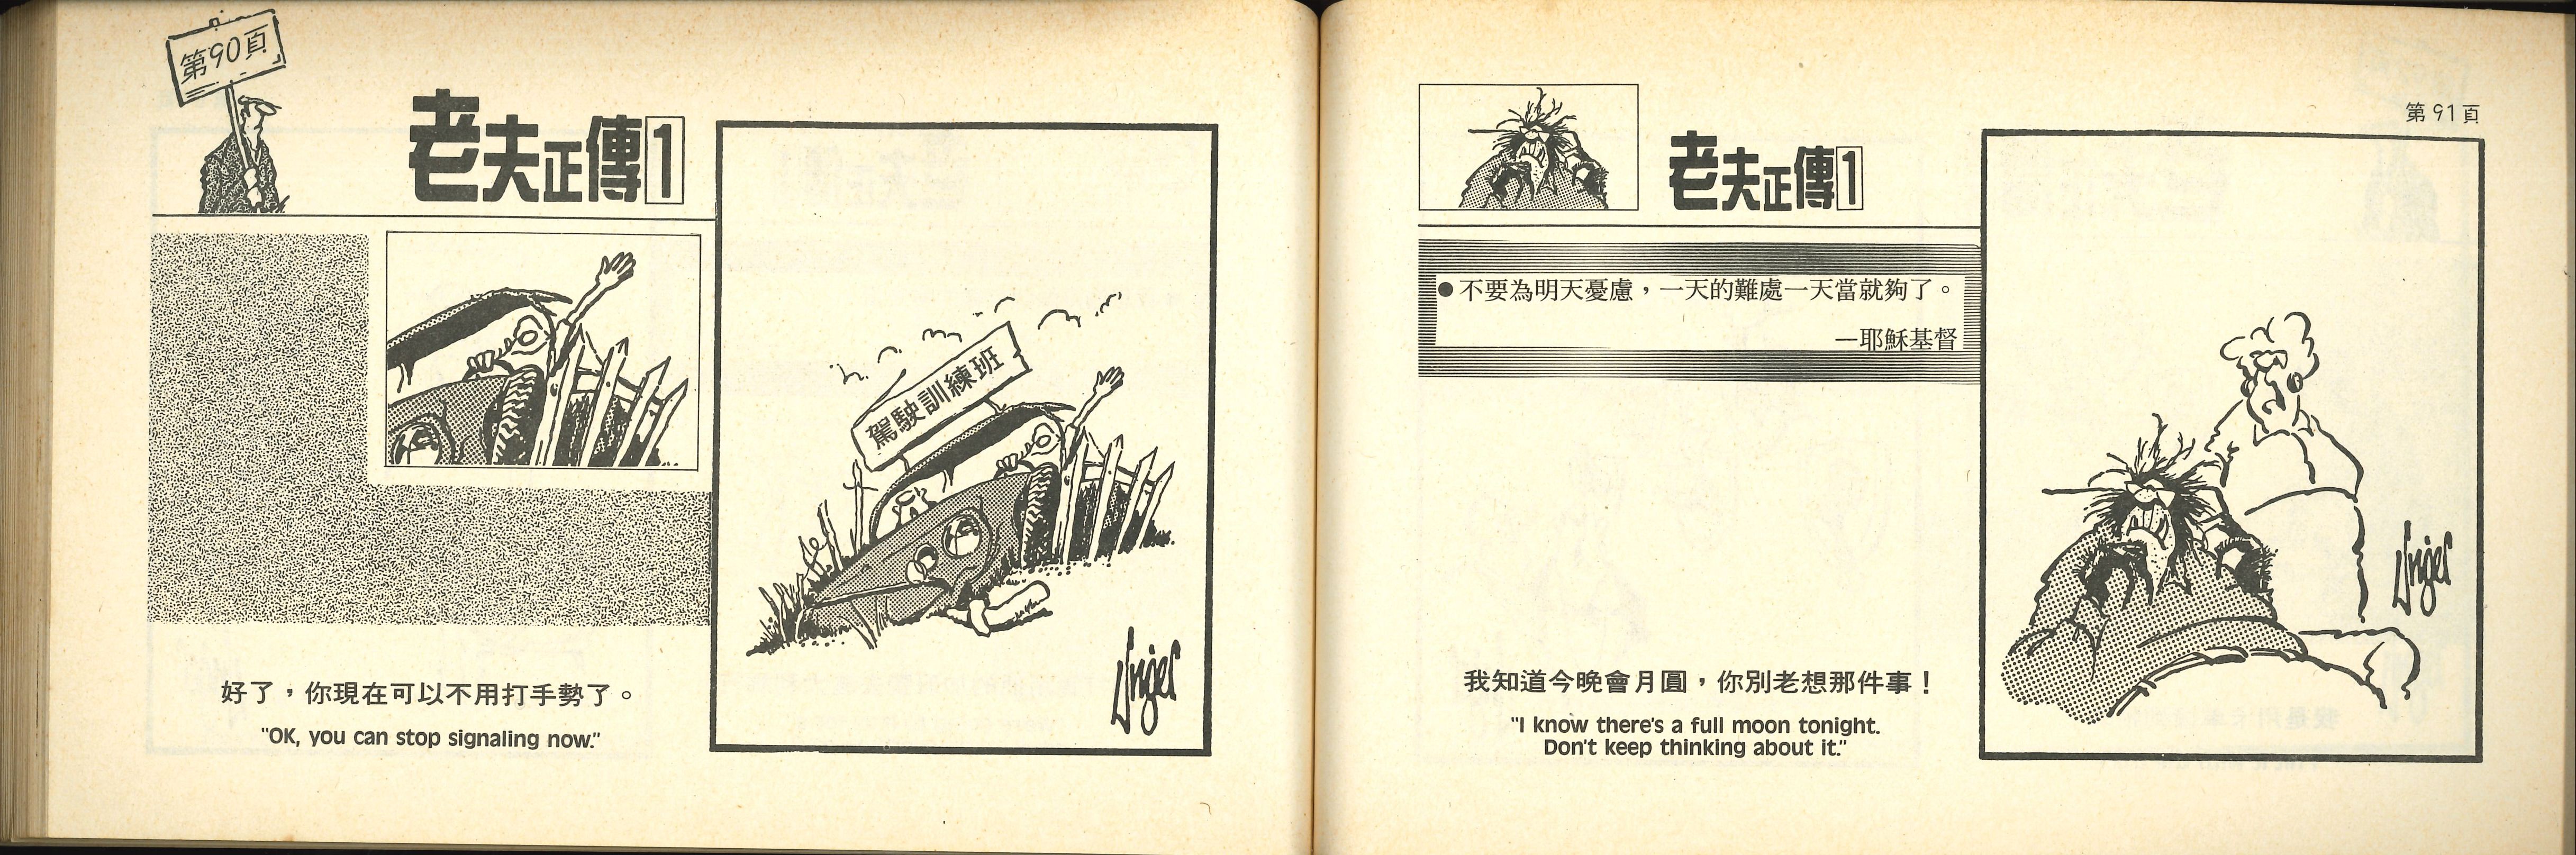 第90頁
老夫正傳1
駕駛訓練班
Unger
好了，你現在可以不用打手勢了。
"OK, you can stop signaling now."
第91頁
老夫正傳1
●不要為明天憂慮，一天的難處一天當就夠了。
—耶穌基督
Unger
我知道今晚會月圓，你別老想那件事！
"I know there's a full moon tonight.
Don't keep thinking about it."